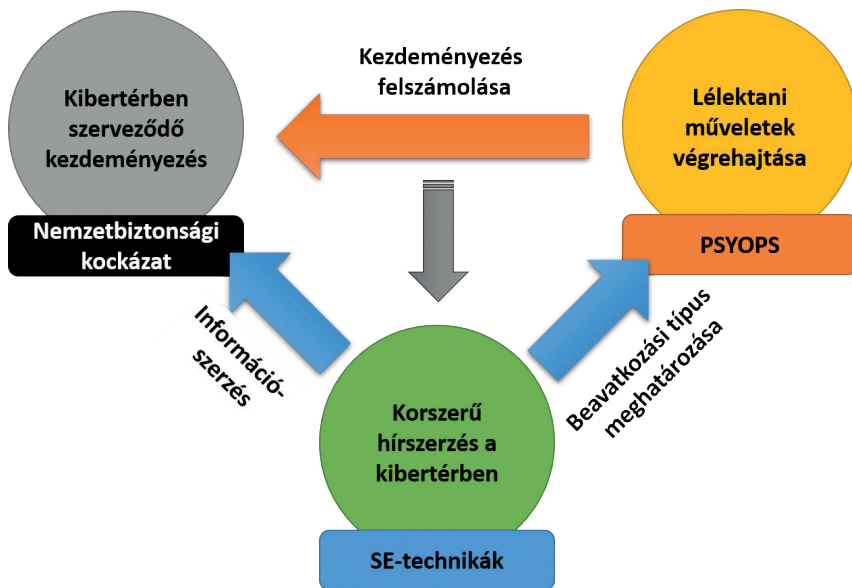 Kezdeményezés
felszámolása
Kibertérben
szerveződő
kezdeményezés
Lélektani
műveletek
végrehajtása
Nemzetbiztonsági
kockázat
PSYOPS
Információ-
szerzés
Beavatkozási típus
meghatározása
Korszerű
hírszerzés a
kibertérben
SE-technikák